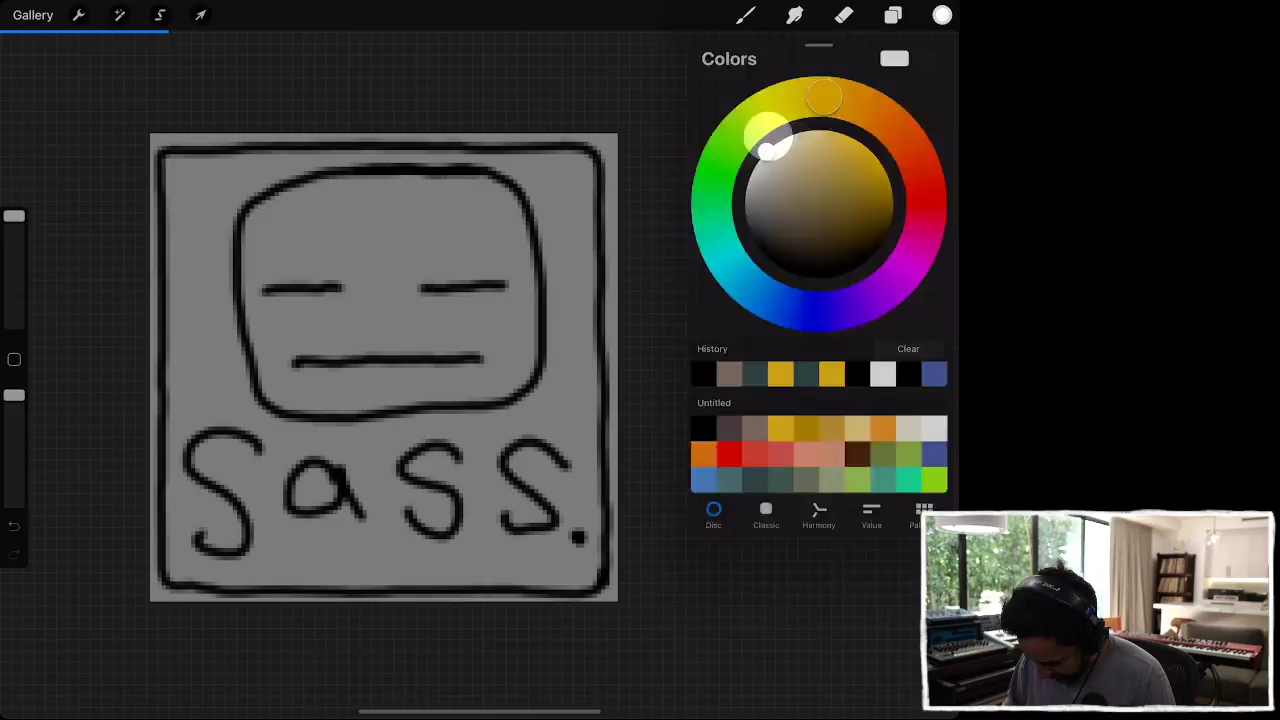 Gallery
Colors
Sass.
History
Clear
Untitled
Disc
Classic
Harmony
Value